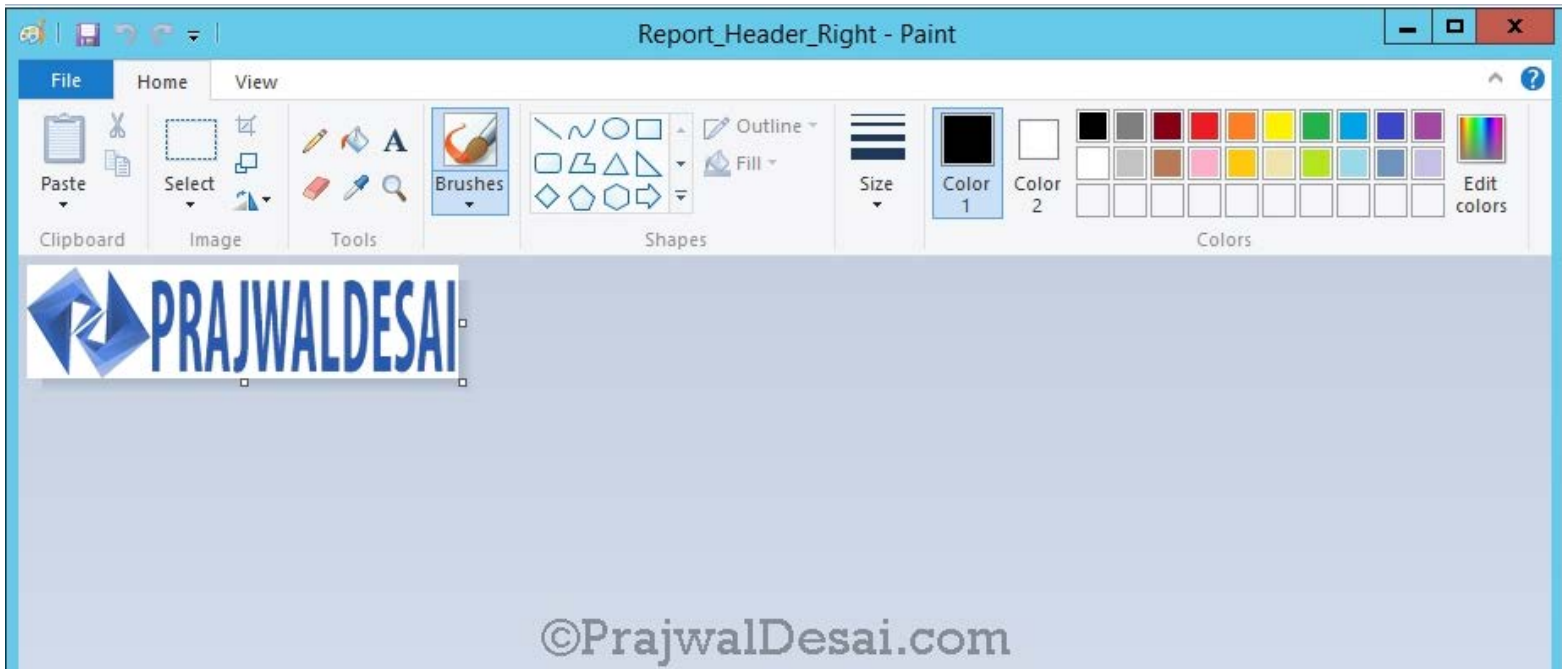 Report_Header_Right - Paint
File Home View
Paste Select Brushes Outline Fill Size Color 1 Color 2 Edit colors
Clipboard Image Tools Shapes Colors
PRAJWALDESAI
©PrajwalDesai.com